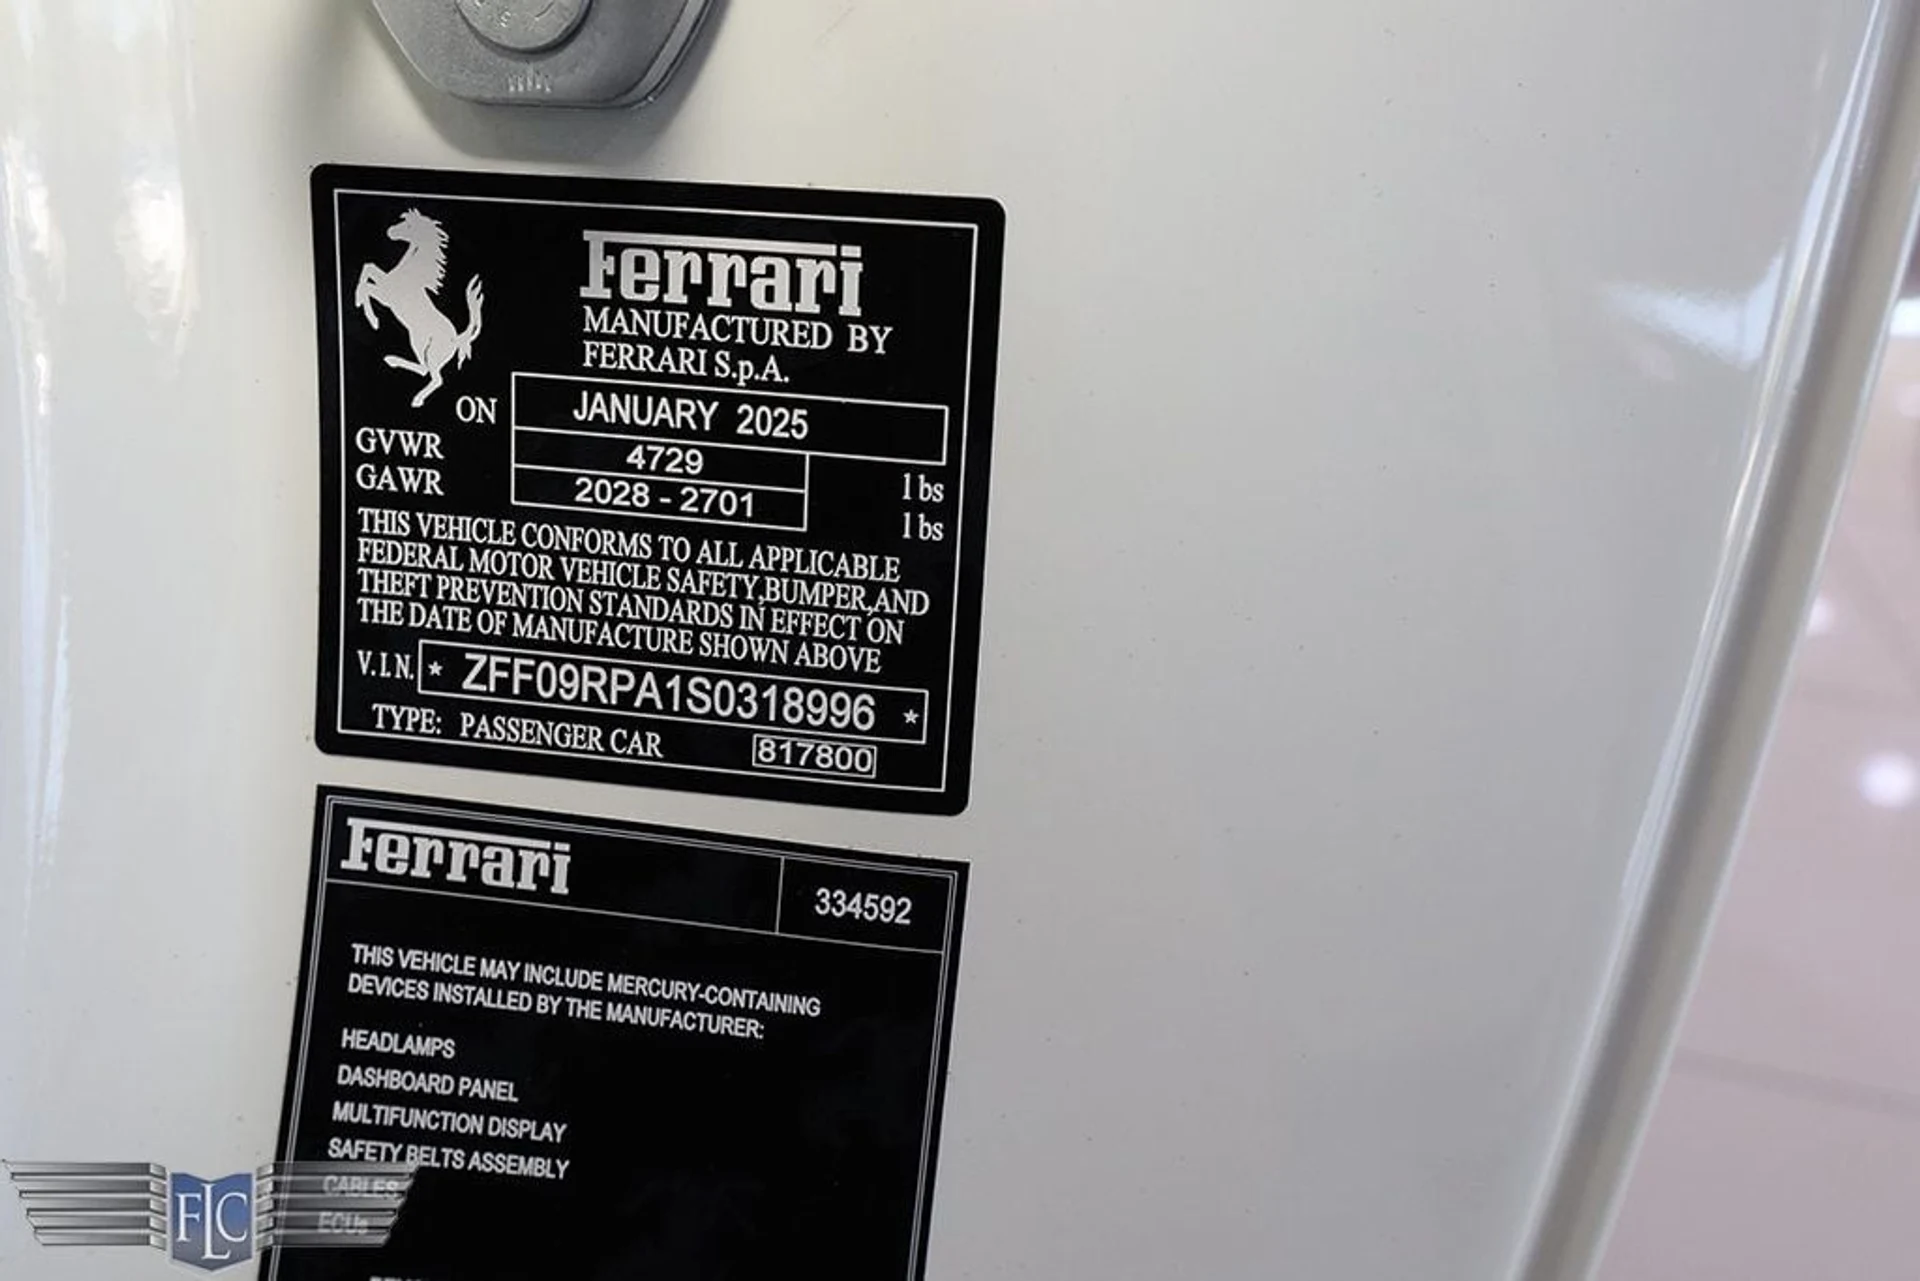 Ferrari
MANUFACTURED BY
FERRARI S.p.A.
ON JANUARY 2025
GVWR 4729 lbs
GAWR 2028 - 2701 lbs
THIS VEHICLE CONFORMS TO ALL APPLICABLE
FEDERAL MOTOR VEHICLE SAFETY,BUMPER,AND
THEFT PREVENTION STANDARDS IN EFFECT ON
THE DATE OF MANUFACTURE SHOWN ABOVE
V.I.N. * ZFF09RPA1S0318996 *
TYPE: PASSENGER CAR 817800
Ferrari 334592
THIS VEHICLE MAY INCLUDE MERCURY-CONTAINING
DEVICES INSTALLED BY THE MANUFACTURER:
HEADLAMPS
DASHBOARD PANEL
MULTIFUNCTION DISPLAY
SAFETY BELTS ASSEMBLY
CABLES
ECUs
FLC